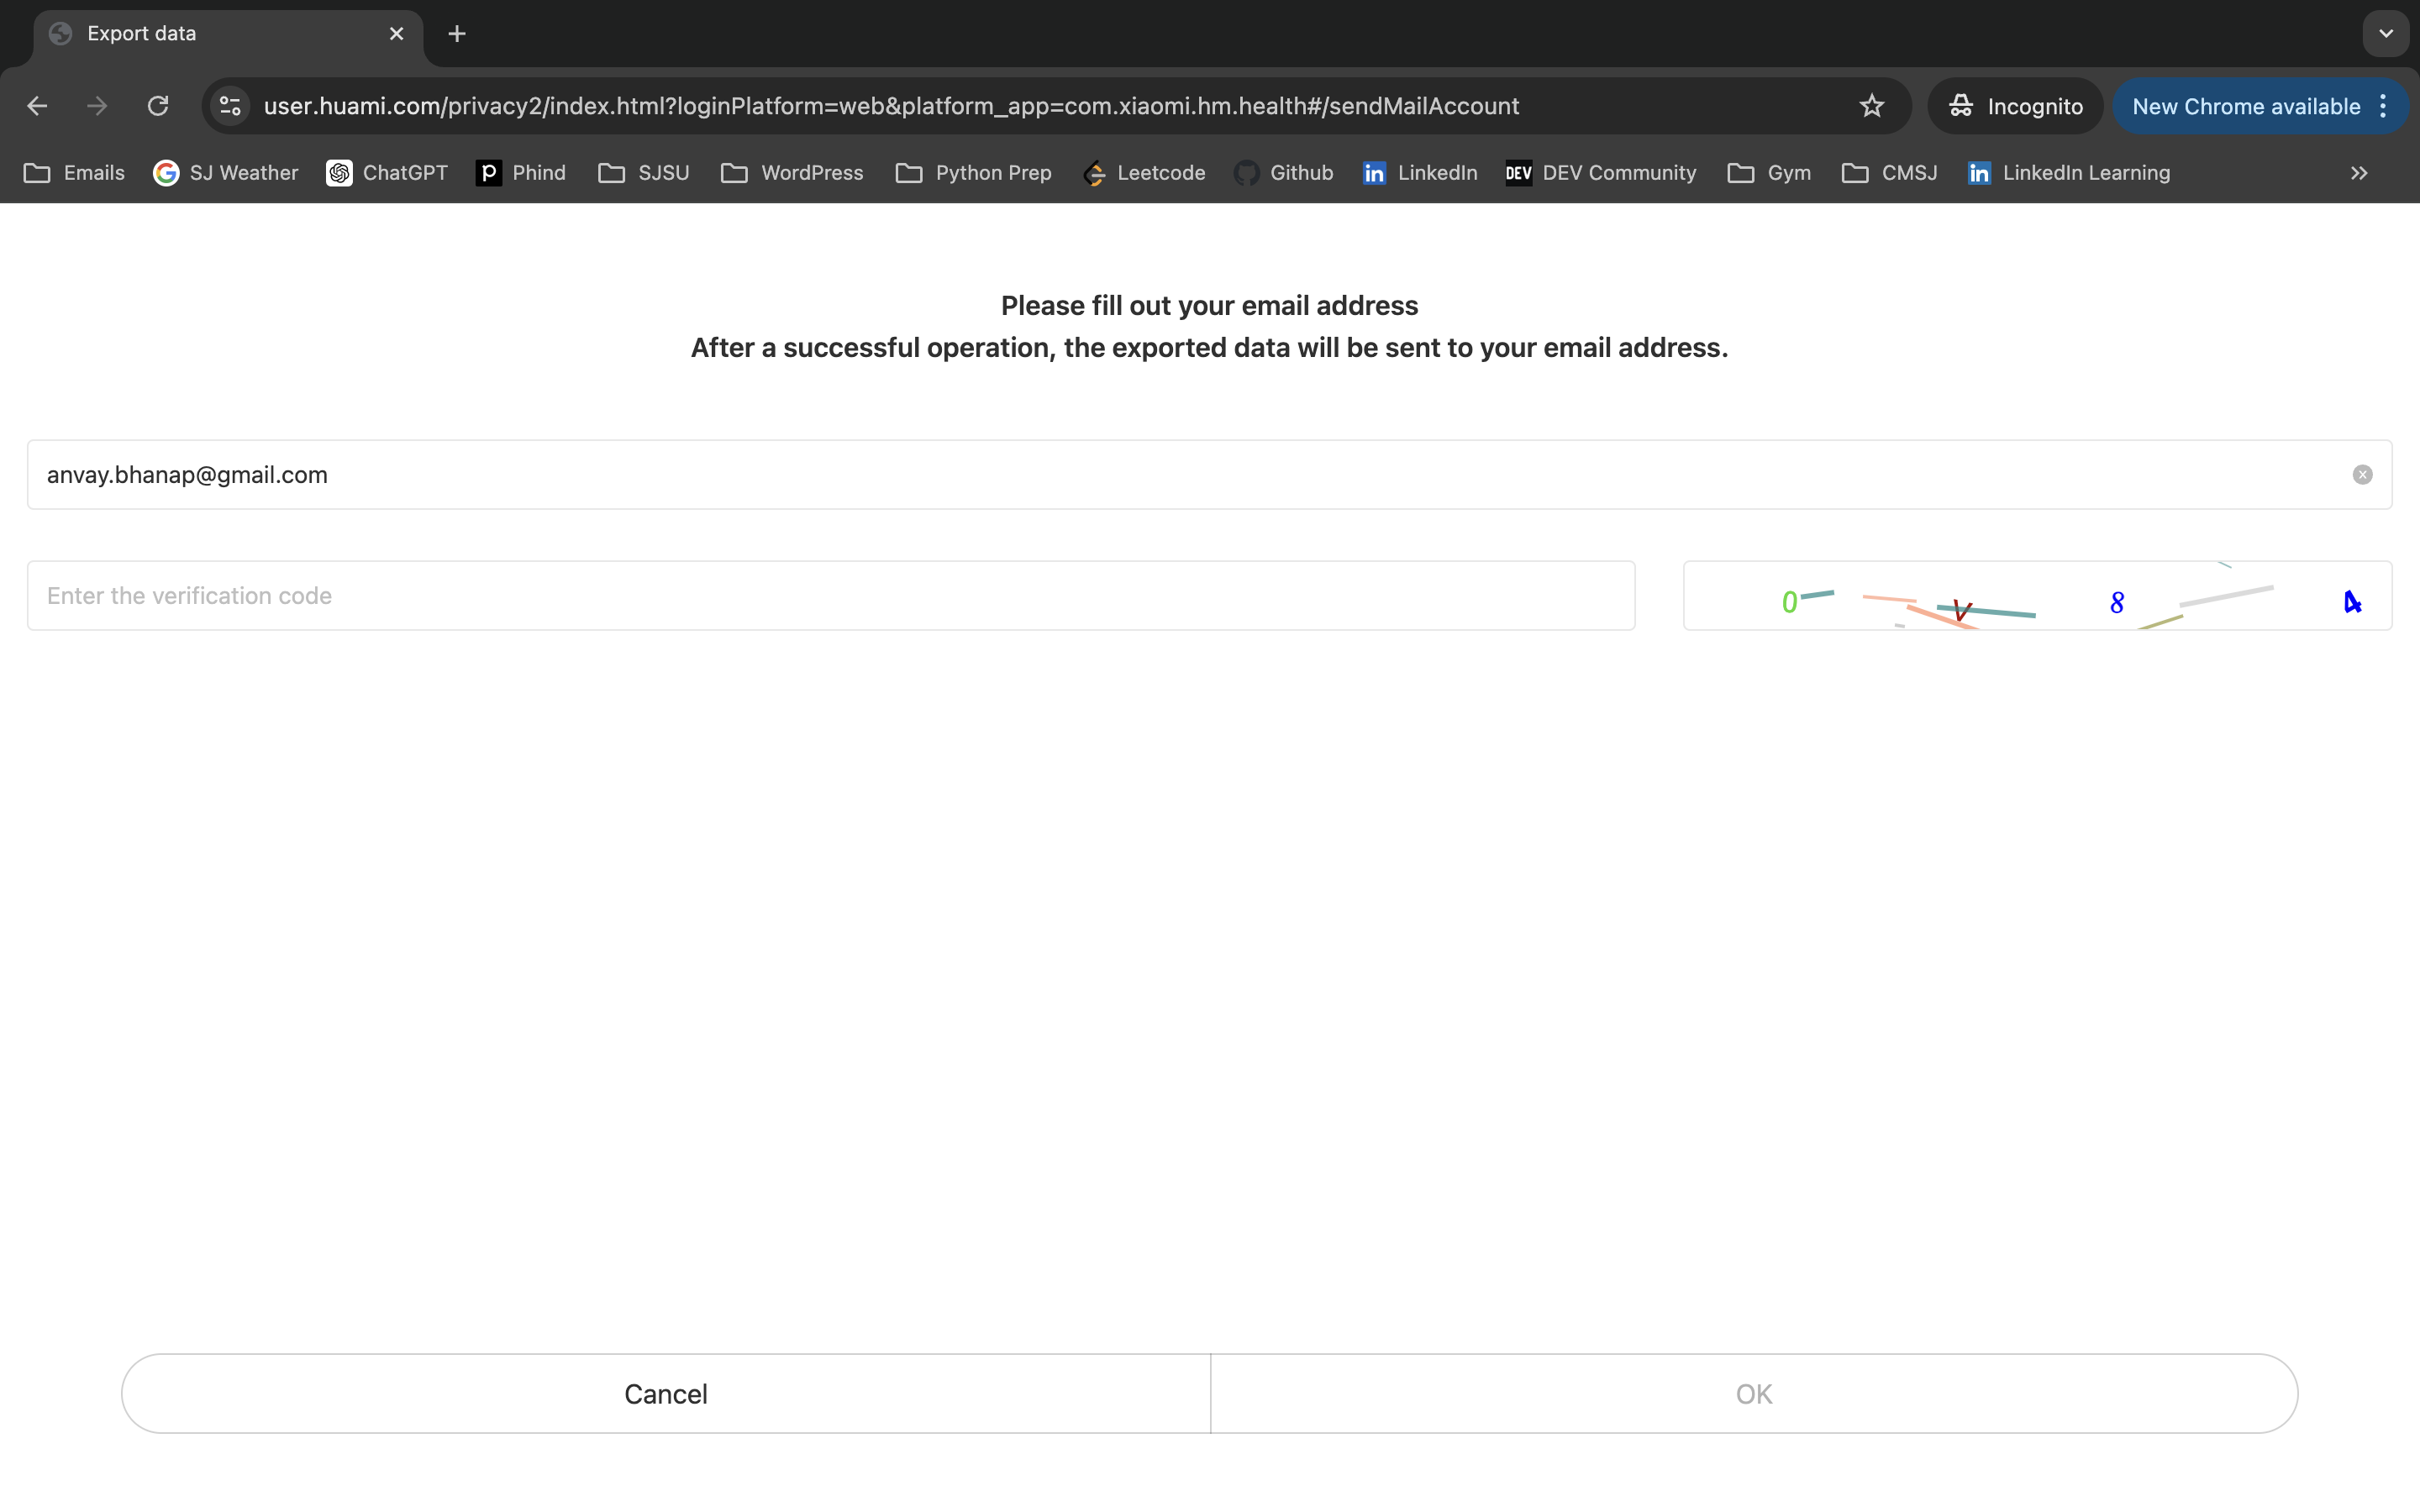 Export data
user.huami.com/privacy2/index.html?loginPlatform=web&platform_app=com.xiaomi.hm.health#/sendMailAccount
Incognito
New Chrome available
Emails
SJ Weather
ChatGPT
Phind
SJSU
WordPress
Python Prep
Leetcode
Github
LinkedIn
DEV Community
Gym
CMSJ
LinkedIn Learning
Please fill out your email address
After a successful operation, the exported data will be sent to your email address.
anvay.bhanap@gmail.com
Enter the verification code
Cancel
OK